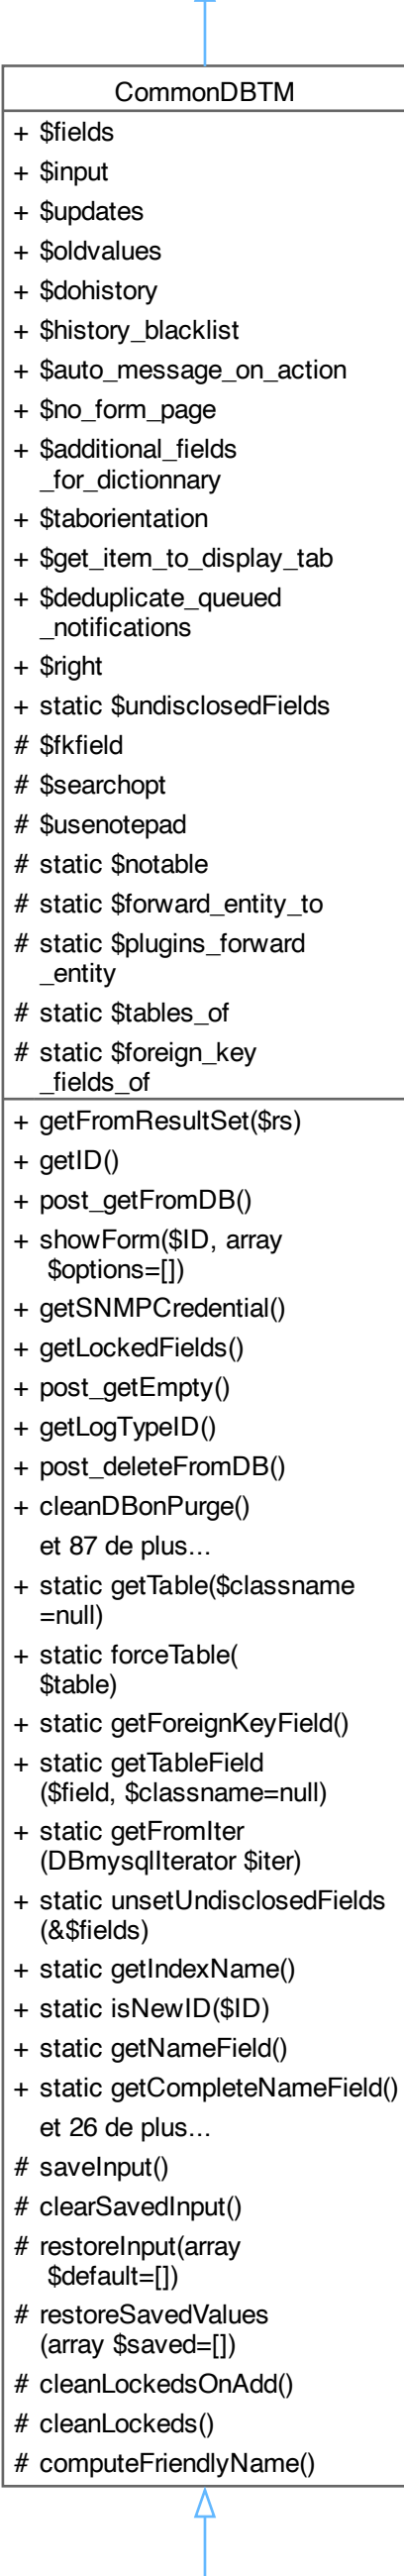 CommonDBTM
+ $fields
+ $input
+ $updates
+ $oldvalues
+ $dohistory
+ $history_blacklist
+ $auto_message_on_action
+ $no_form_page
+ $additional_fields
_for_dictionnary
+ $taborientation
+ $get_item_to_display_tab
+ $deduplicate_queued
_notifications
+ $right
+ static $undisclosedFields
# $fkfield
# $searchopt
# $usenotepad
# static $notable
# static $forward_entity_to
# static $plugins_forward
_entity
# static $tables_of
# static $foreign_key
_fields_of
+ getFromResultSet($rs)
+ getID()
+ post_getFromDB()
+ showForm($ID, array
$options=[])
+ getSNMPCredential()
+ getLockedFields()
+ post_getEmpty()
+ getLogTypeID()
+ post_deleteFromDB()
+ cleanDBonPurge()
et 87 de plus...
+ static getTable($classname
=null)
+ static forceTable(
$table)
+ static getForeignKeyField()
+ static getTableField
($field, $classname=null)
+ static getFromIter
(DBmysqlIterator $iter)
+ static unsetUndisclosedFields
(&$fields)
+ static getIndexName()
+ static isNewID($ID)
+ static getNameField()
+ static getCompleteNameField()
et 26 de plus...
# saveInput()
# clearSavedInput()
# restoreInput(array
$default=[])
# restoreSavedValues
(array $saved=[])
# cleanLockedsOnAdd()
# cleanLockeds()
# computeFriendlyName()